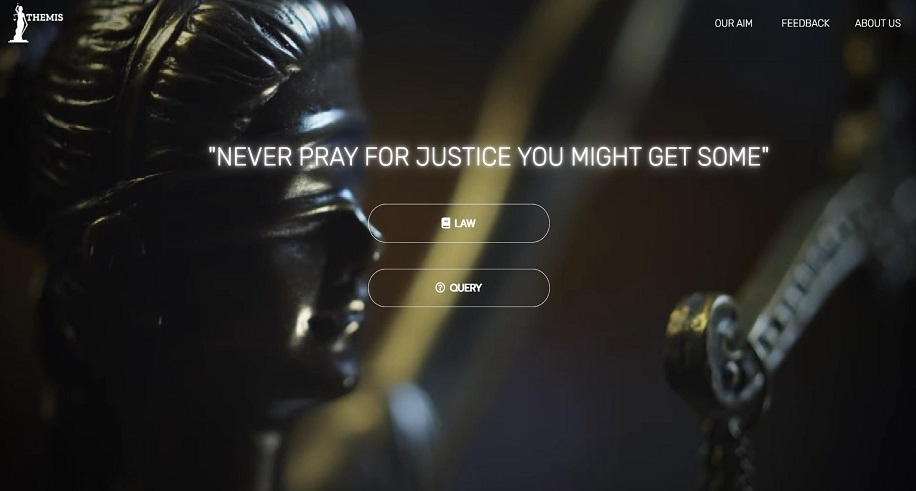 THEMIS
OUR AIM FEEDBACK ABOUT US
"NEVER PRAY FOR JUSTICE YOU MIGHT GET SOME"
LAW
QUERY